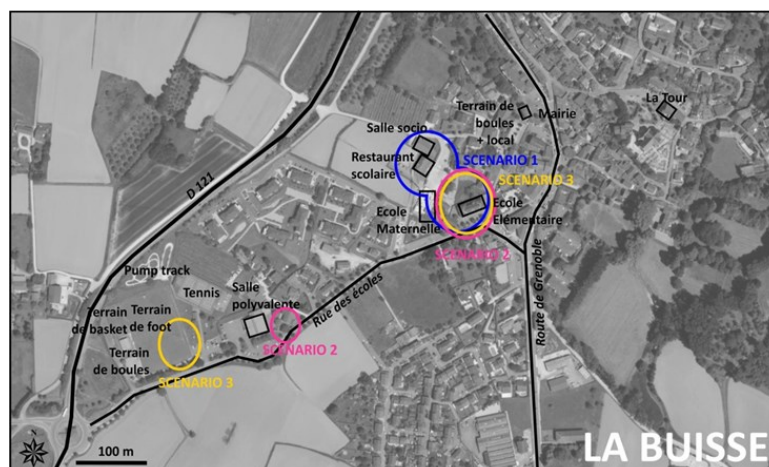 La Tour
Terrain de
boules
+ local
Mairie
Salle socio
Restaurant
scolaire
SCENARIO 1
SCENARIO 3
Ecole
Elémentaire
Ecole
Maternelle
SCENARIO 2
D 121
Pump track
Tennis
Salle
polyvalente
Rue des écoles
Route de Grenoble
Terrain
de basket
Terrain
de foot
Terrain
de boules
SCENARIO 2
SCENARIO 3
100 m
LA BUISSE